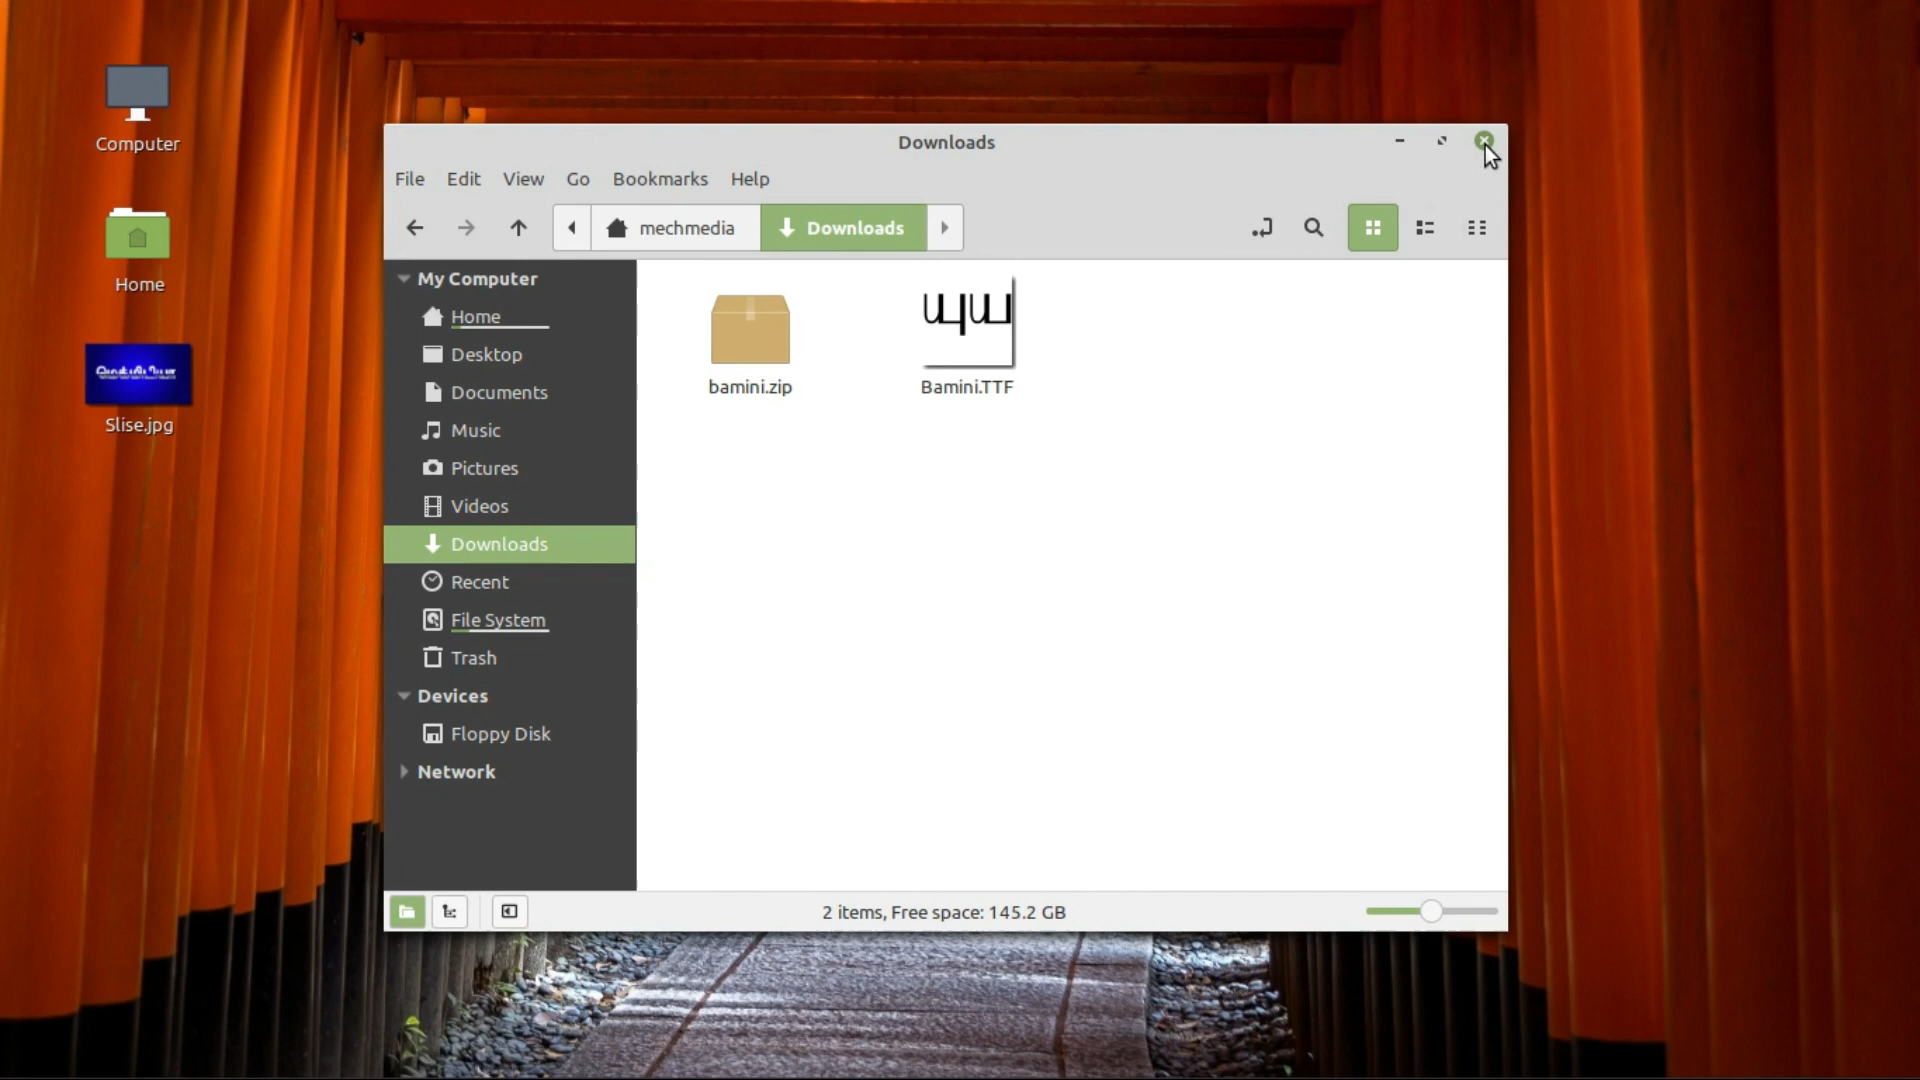 Computer
Home
Slise.jpg
Downloads
File Edit View Go Bookmarks Help
mechmedia Downloads
My Computer
Home
Desktop
Documents
Music
Pictures
Videos
Downloads
Recent
File System
Trash
Devices
Floppy Disk
Network
யுய
bamini.zip
Bamini.TTF
2 items, Free space: 145.2 GB